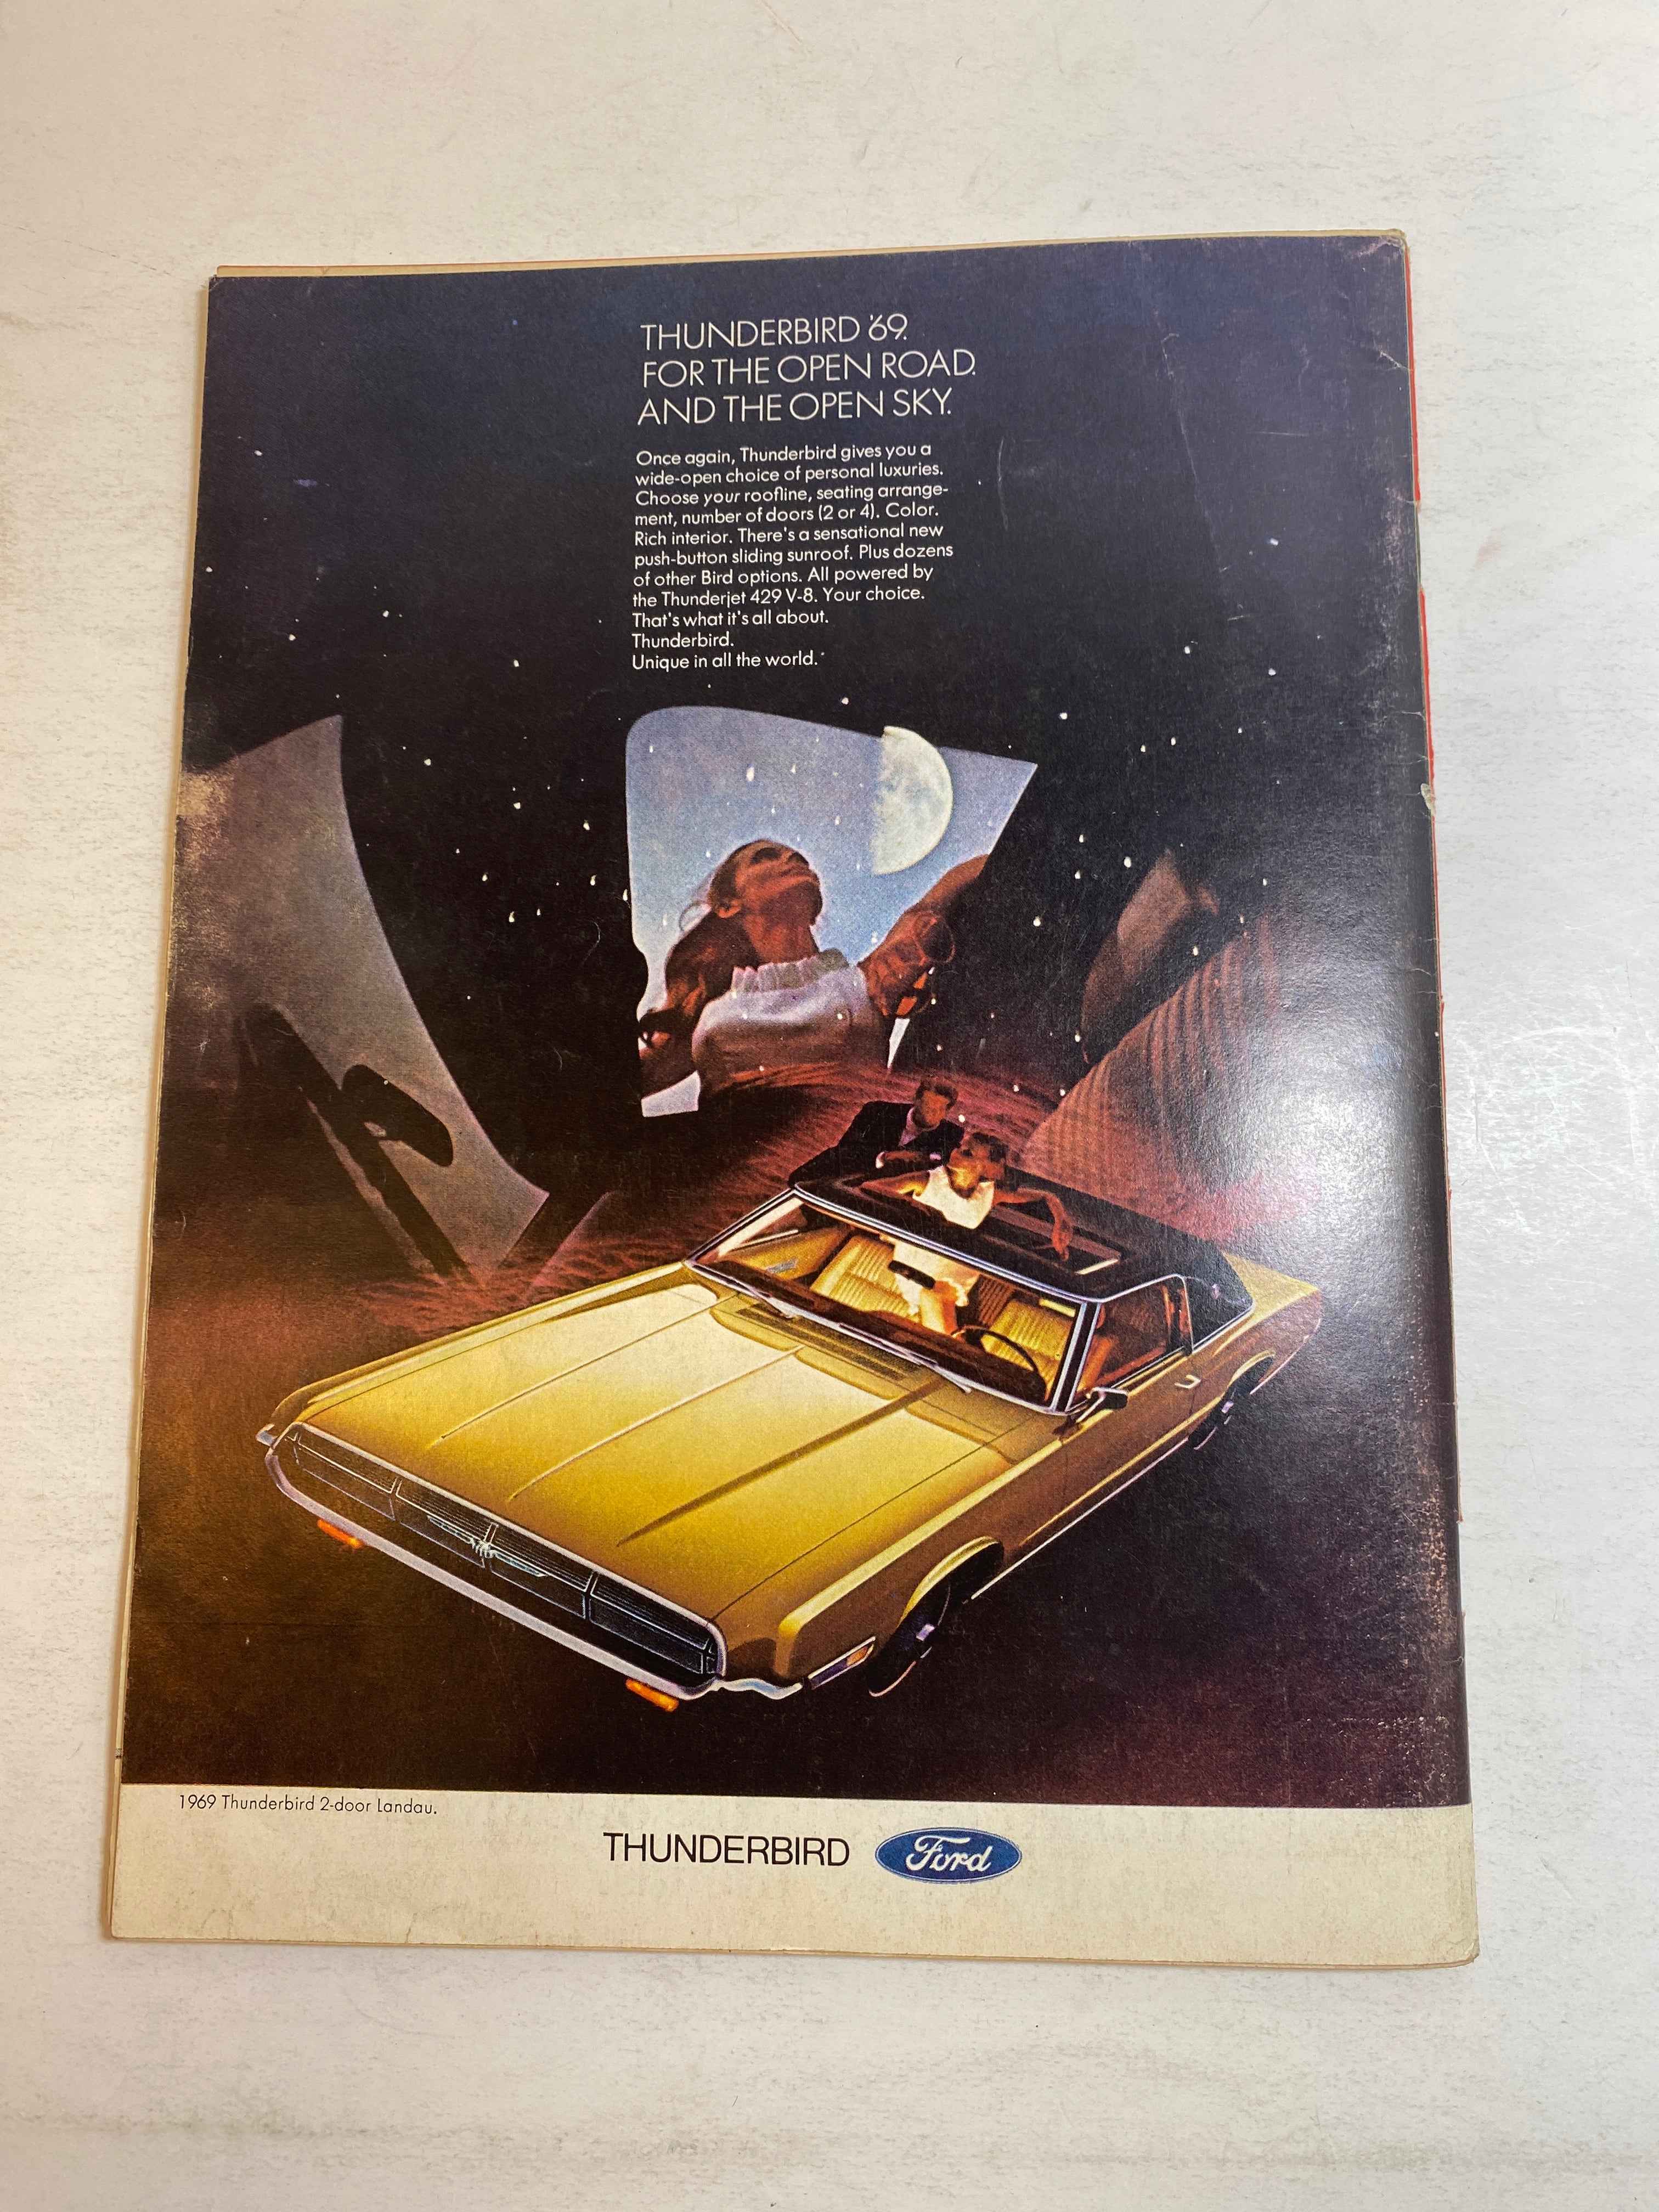 THUNDERBIRD '69.
FOR THE OPEN ROAD.
AND THE OPEN SKY.
Once again, Thunderbird gives you a
wide-open choice of personal luxuries.
Choose your roofline, seating arrange-
ment, number of doors (2 or 4). Color.
Rich interior. There's a sensational new
push-button sliding sunroof. Plus dozens
of other Bird options. All powered by
the Thunderjet 429 V-8. Your choice.
That's what it's all about.
Thunderbird.
Unique in all the world.
1969 Thunderbird 2-door Landau.
THUNDERBIRD Ford